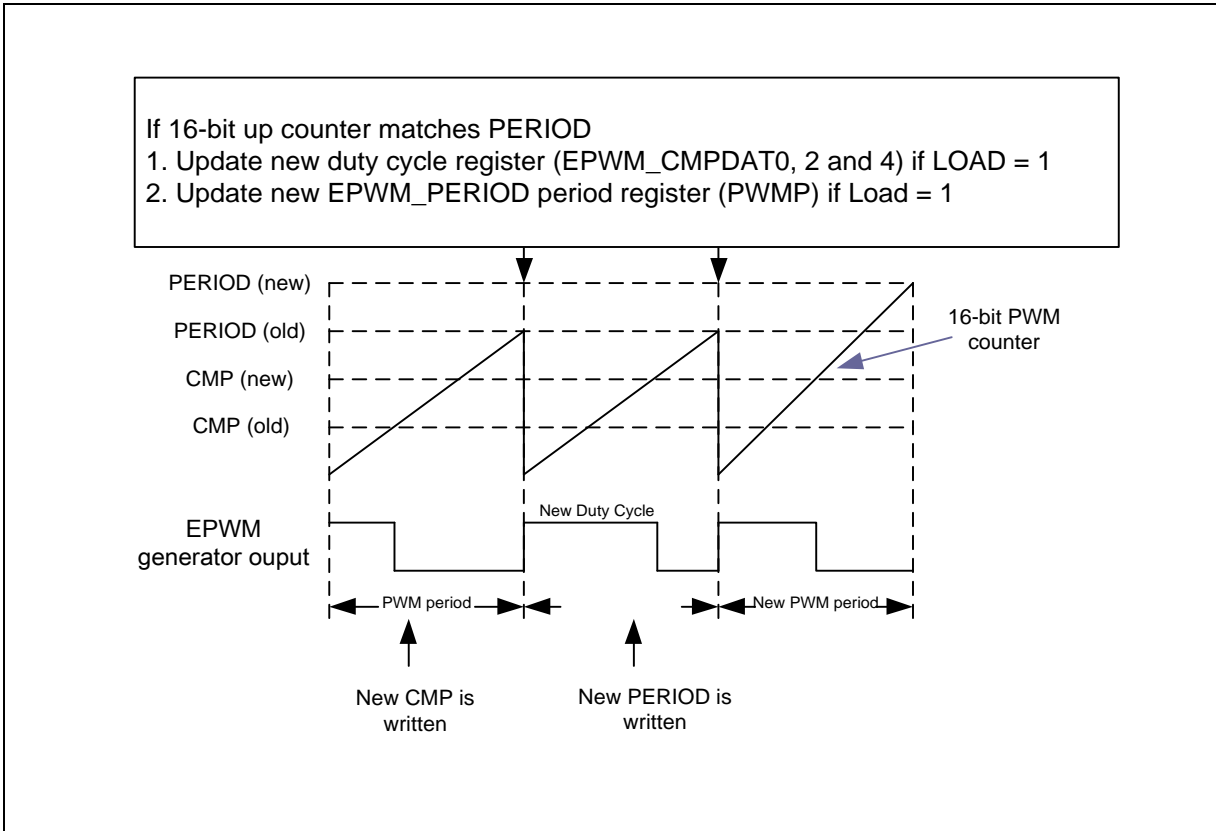 If 16-bit up counter matches PERIOD
1. Update new duty cycle register (EPWM_CMPDAT0, 2 and 4) if LOAD = 1
2. Update new EPWM_PERIOD period register (PWMP) if Load = 1
PERIOD (new)
PERIOD (old)
CMP (new)
CMP (old)
16-bit PWM
counter
EPWM
generator ouput
New Duty Cycle
PWM period
New PWM period
New CMP is
written
New PERIOD is
written